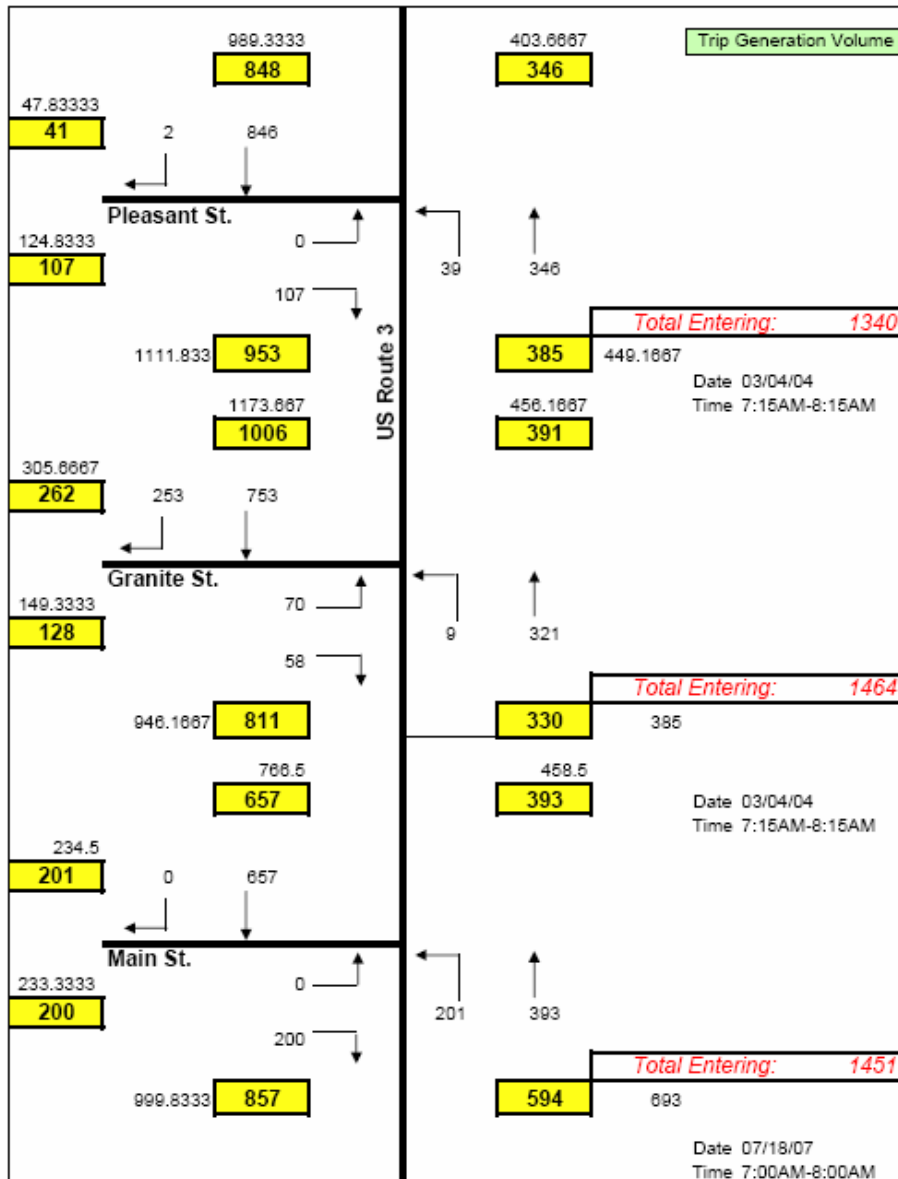 989.3333 403.6667 Trip Generation Volume
848 346
47.83333
41 2 846
Pleasant St.
124.8333 0
107 39 346
107
Total Entering: 1340
1111.833 953 385 449.1667
US Route 3
Date 03/04/04
1173.667 456.1667 Time 7:15AM-8:15AM
1006 391
305.6667
262 253 753
Granite St.
149.3333 70
128 9 321
58
Total Entering: 1464
946.1667 811 330 385
766.5 458.5
657 393 Date 03/04/04
Time 7:15AM-8:15AM
234.5
201 0 657
Main St.
233.3333 0
200 201 393
200
Total Entering: 1451
999.8333 857 594 693
Date 07/18/07
Time 7:00AM-8:00AM